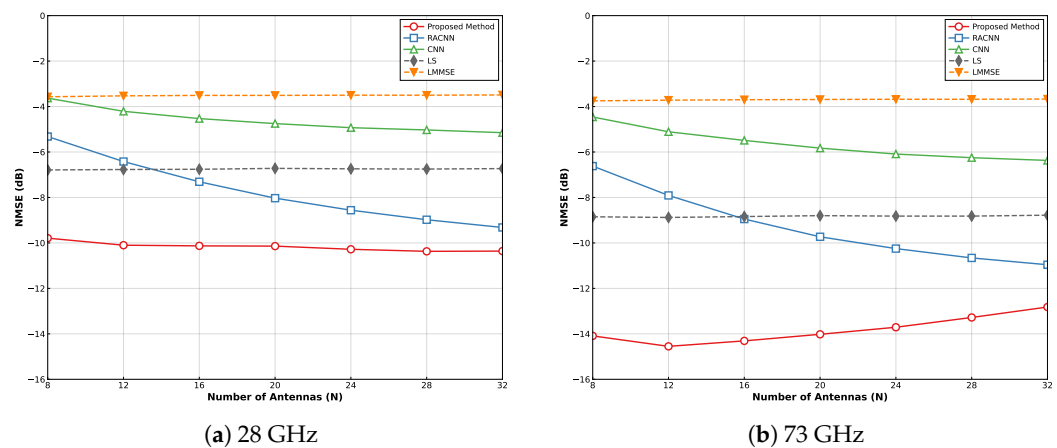 0
−2
−4
−6
−8
−10
−12
−14
−16
NMSE (dB)
Proposed Method
RACNN
CNN
LS
LMMSE
8 12 16 20 24 28 32
Number of Antennas (N)
(a) 28 GHz
0
−2
−4
−6
−8
−10
−12
−14
−16
NMSE (dB)
Proposed Method
RACNN
CNN
LS
LMMSE
8 12 16 20 24 28 32
Number of Antennas (N)
(b) 73 GHz